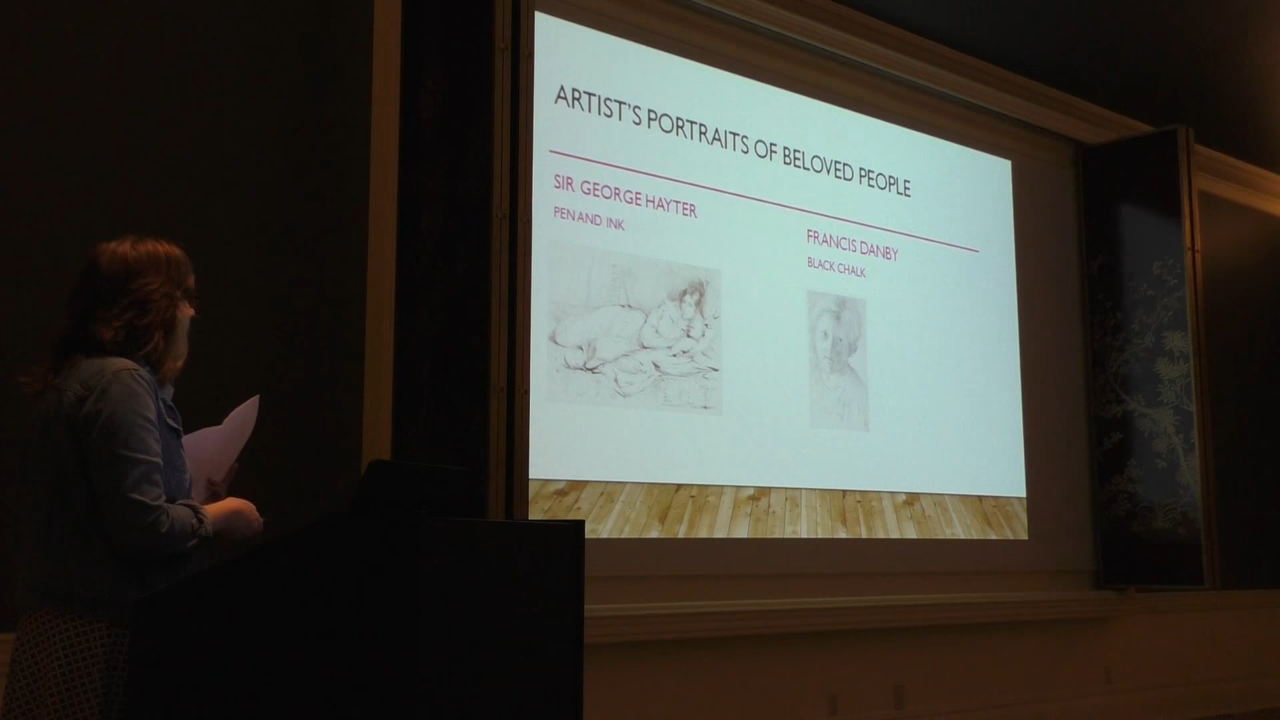 ARTIST'S PORTRAITS OF BELOVED PEOPLE
SIR GEORGE HAYTER
PEN AND INK
FRANCIS DANBY
BLACK CHALK